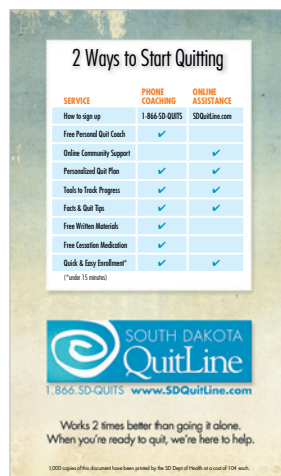 2 Ways to Start Quitting
SERVICE PHONE COACHING ONLINE ASSISTANCE
How to sign up 1-866-SD-QUITS SDQuitLine.com
Free Personal Quit Coach ✔
Online Community Support ✔
Personalized Quit Plan ✔ ✔
Tools to Track Progress ✔ ✔
Facts & Quit Tips ✔ ✔
Free Written Materials ✔
Free Cessation Medication ✔
Quick & Easy Enrollment* ✔ ✔
(*under 15 minutes)
SOUTH DAKOTA
QuitLine
1.866.SD-QUITS www.SDQuitLine.com
Works 2 times better than going it alone.
When you're ready to quit, we're here to help.
1,000 copies of this document have been printed by the SD Dept of Health at a cost of 10¢ each.